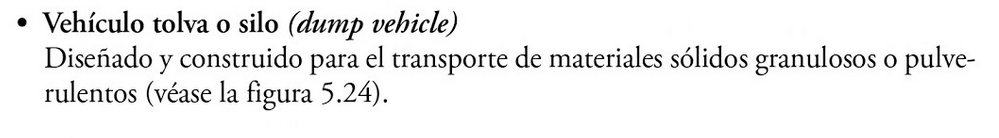 • Vehículo tolva o silo (dump vehicle)
Diseñado y construido para el transporte de materiales sólidos granulosos o pulve-
rulentos (véase la figura 5.24).